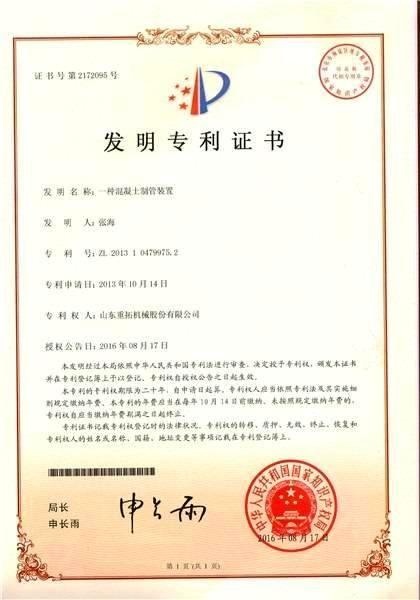 证书号第2172095号
发明专利证书
发明名称:一种混凝土制管装置
发明人:张海
专利号:ZL 2013 1 0479975.2
专利申请日:2013年10月14日
专利权人:山东重拓机械股份有限公司
授权公告日:2016年08月17日
本发明经过本局依照中华人民共和国专利法进行审查,决定授予专利权,颁发本证书
并在专利登记簿上予以登记。专利权自授权公告之日起生效。
本专利的专利权期限为二十年,自申请日起算。专利权人应当依照专利法及其实施细
则规定缴纳年费。本专利的年费应当在每年10月14日前缴纳。未按照规定缴纳年费的,
专利权自应当缴纳年费期满之日起终止。
专利证书记载专利权登记时的法律状况。专利权的转移、质押、无效、终止、恢复和
专利权人的姓名或名称、国籍、地址变更等事项记载在专利登记簿上。
局长
申长雨
申长雨
中华人民共和国国家知识产权局
2016年08月17日
第1页(共1页)